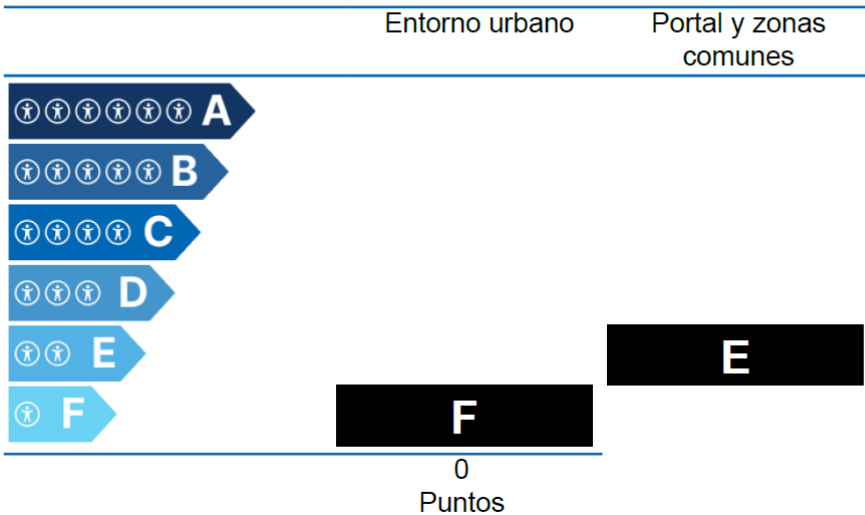 Entorno urbano
Portal y zonas
comunes
A
B
C
D
E
E
F
F
0
Puntos